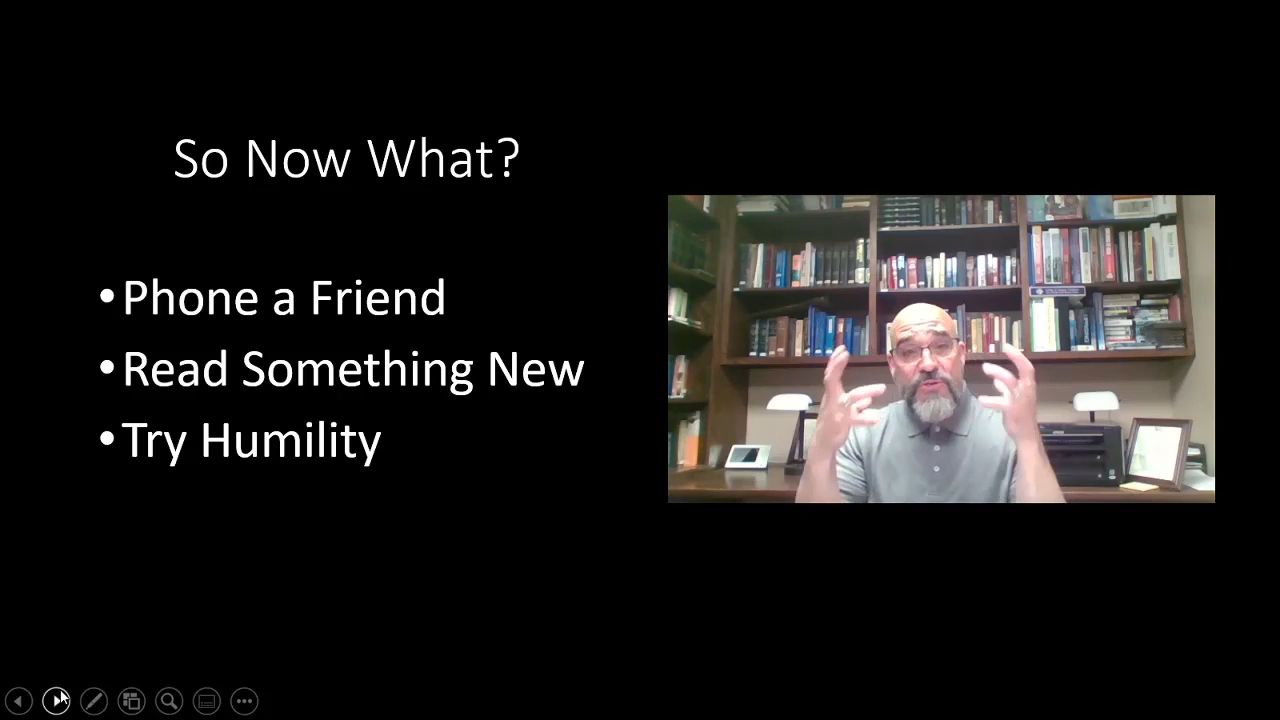 So Now What?
•Phone a Friend
•Read Something New
•Try Humility